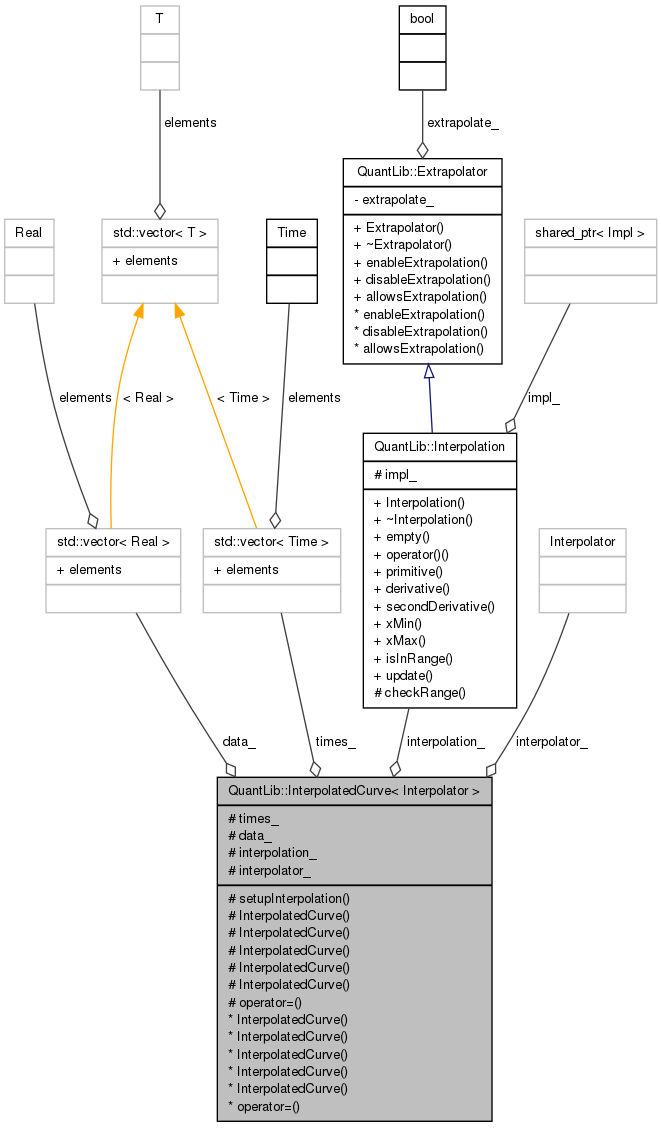 T
bool
elements
extrapolate_
QuantLib::Extrapolator
- extrapolate_
+ Extrapolator()
+ ~Extrapolator()
+ enableExtrapolation()
+ disableExtrapolation()
+ allowsExtrapolation()
* enableExtrapolation()
* disableExtrapolation()
* allowsExtrapolation()
Real
std::vector< T >
+ elements
Time
shared_ptr< Impl >
elements
< Real >
< Time >
elements
impl_
QuantLib::Interpolation
# impl_
+ Interpolation()
+ ~Interpolation()
+ empty()
+ operator()()
+ primitive()
+ derivative()
+ secondDerivative()
+ xMin()
+ xMax()
+ isInRange()
+ update()
# checkRange()
std::vector< Real >
+ elements
std::vector< Time >
+ elements
Interpolator
data_
times_
interpolation_
interpolator_
QuantLib::InterpolatedCurve< Interpolator >
# times_
# data_
# interpolation_
# interpolator_
# setupInterpolation()
# InterpolatedCurve()
# InterpolatedCurve()
# InterpolatedCurve()
# InterpolatedCurve()
# InterpolatedCurve()
# operator=()
* InterpolatedCurve()
* InterpolatedCurve()
* InterpolatedCurve()
* InterpolatedCurve()
* InterpolatedCurve()
* operator=()